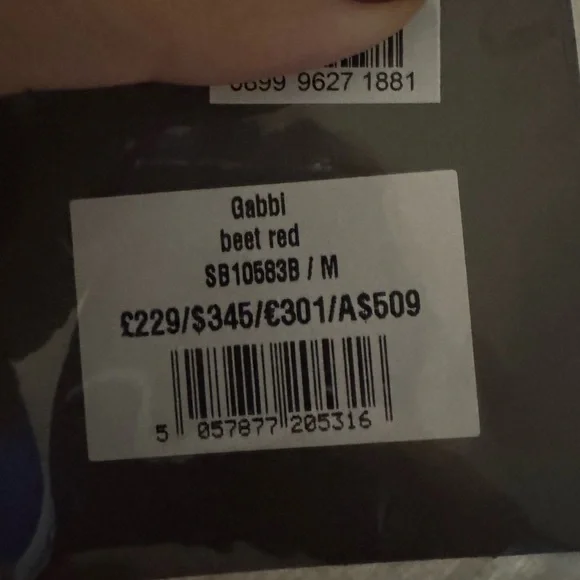 0899 9627 1881
Gabbi
beet red
SB10583B / M
£229/$345/€301/A$509
5 057877 205316